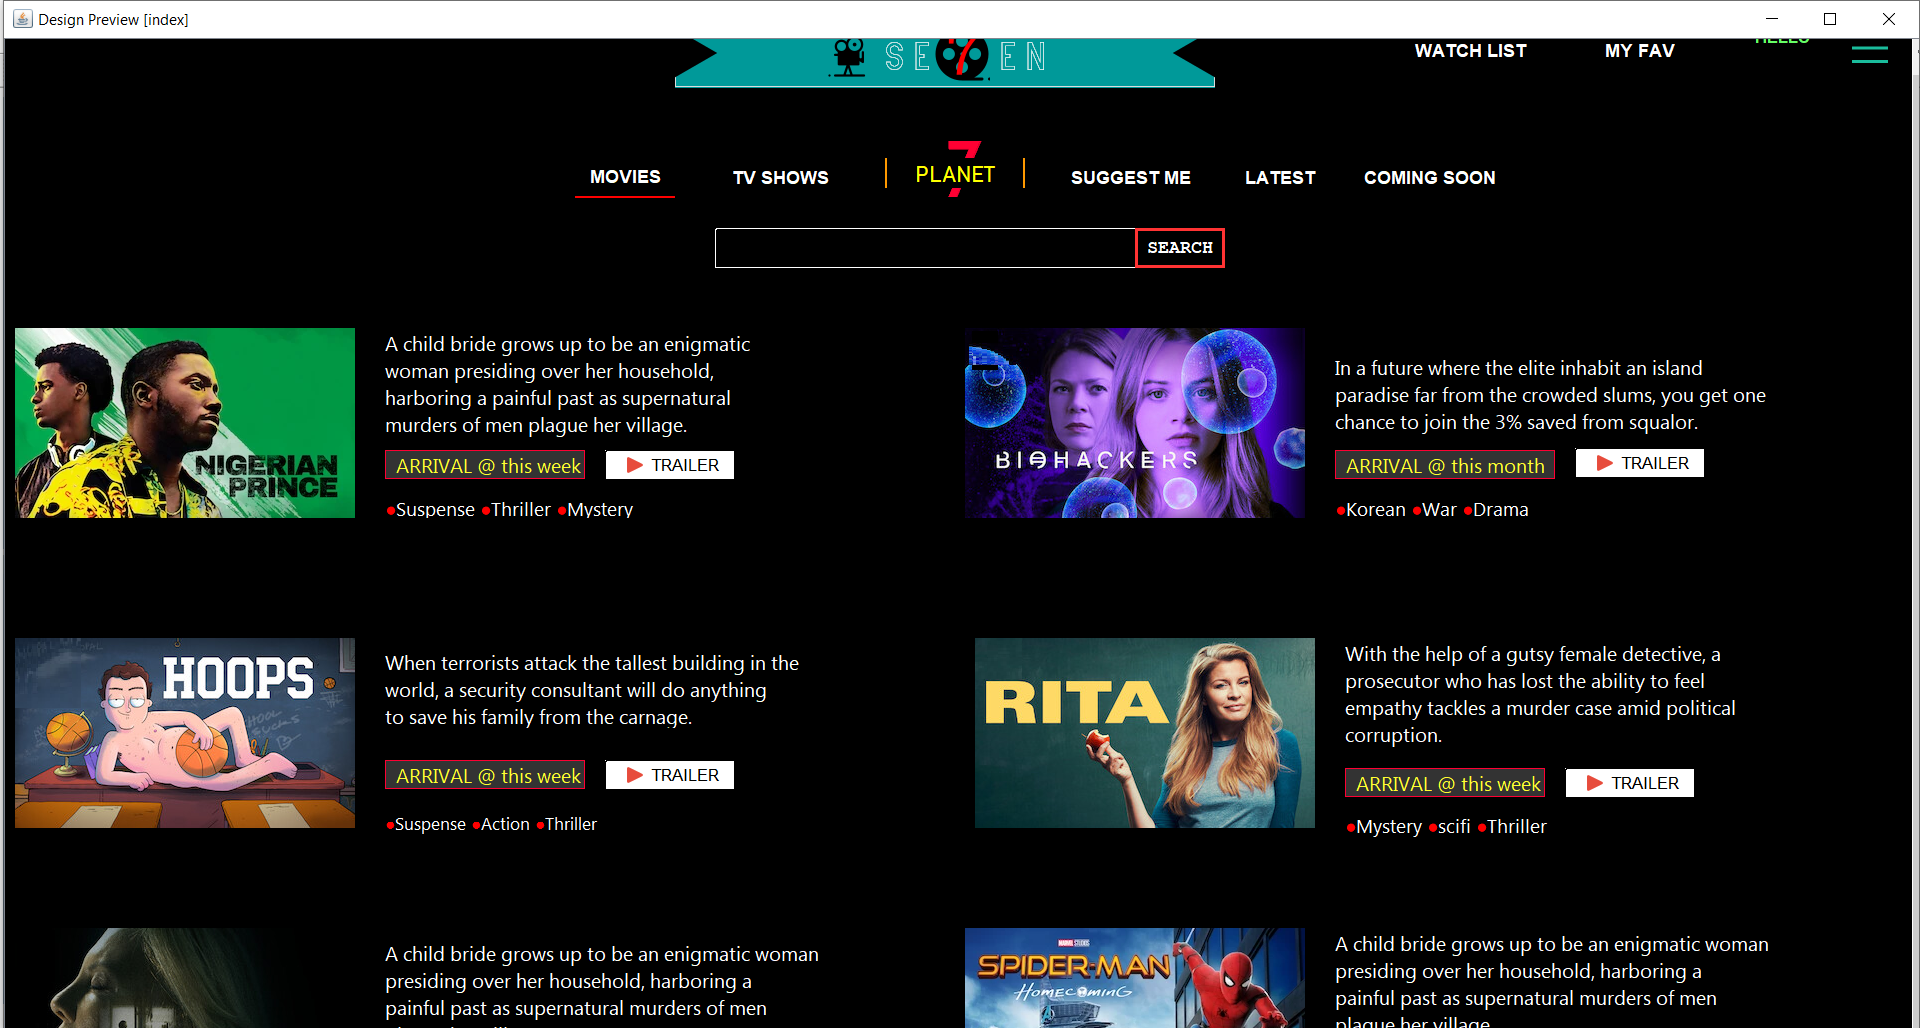 Design Preview [index]
SE7EN
WATCH LIST
MY FAV
HELLO
MOVIES
TV SHOWS
7
PLANET
SUGGEST ME
LATEST
COMING SOON
SEARCH
NIGERIAN
PRINCE
A child bride grows up to be an enigmatic
woman presiding over her household,
harboring a painful past as supernatural
murders of men plague her village.
ARRIVAL @ this week
TRAILER
●Suspense ●Thriller ●Mystery
BIOHACKERS
In a future where the elite inhabit an island
paradise far from the crowded slums, you get one
chance to join the 3% saved from squalor.
ARRIVAL @ this month
TRAILER
●Korean ●War ●Drama
HOOPS
When terrorists attack the tallest building in the
world, a security consultant will do anything
to save his family from the carnage.
ARRIVAL @ this week
TRAILER
●Suspense ●Action ●Thriller
RITA
With the help of a gutsy female detective, a
prosecutor who has lost the ability to feel
empathy tackles a murder case amid political
corruption.
ARRIVAL @ this week
TRAILER
●Mystery ●scifi ●Thriller
A child bride grows up to be an enigmatic woman
presiding over her household, harboring a
painful past as supernatural murders of men
MARVEL STUDIOS
SPIDER-MAN
HOMECOMING
A child bride grows up to be an enigmatic woman
presiding over her household, harboring a
painful past as supernatural murders of men
plague her village.